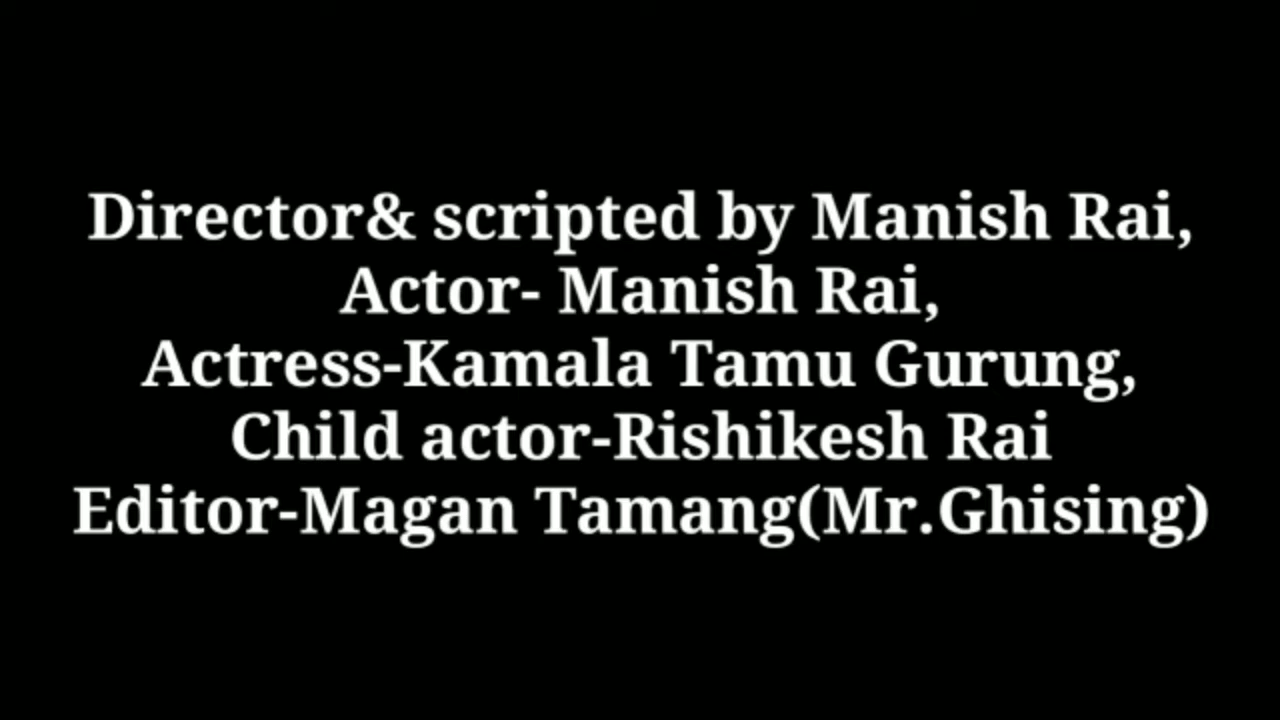 Director& scripted by Manish Rai,
Actor- Manish Rai,
Actress-Kamala Tamu Gurung,
Child actor-Rishikesh Rai
Editor-Magan Tamang(Mr.Ghising)